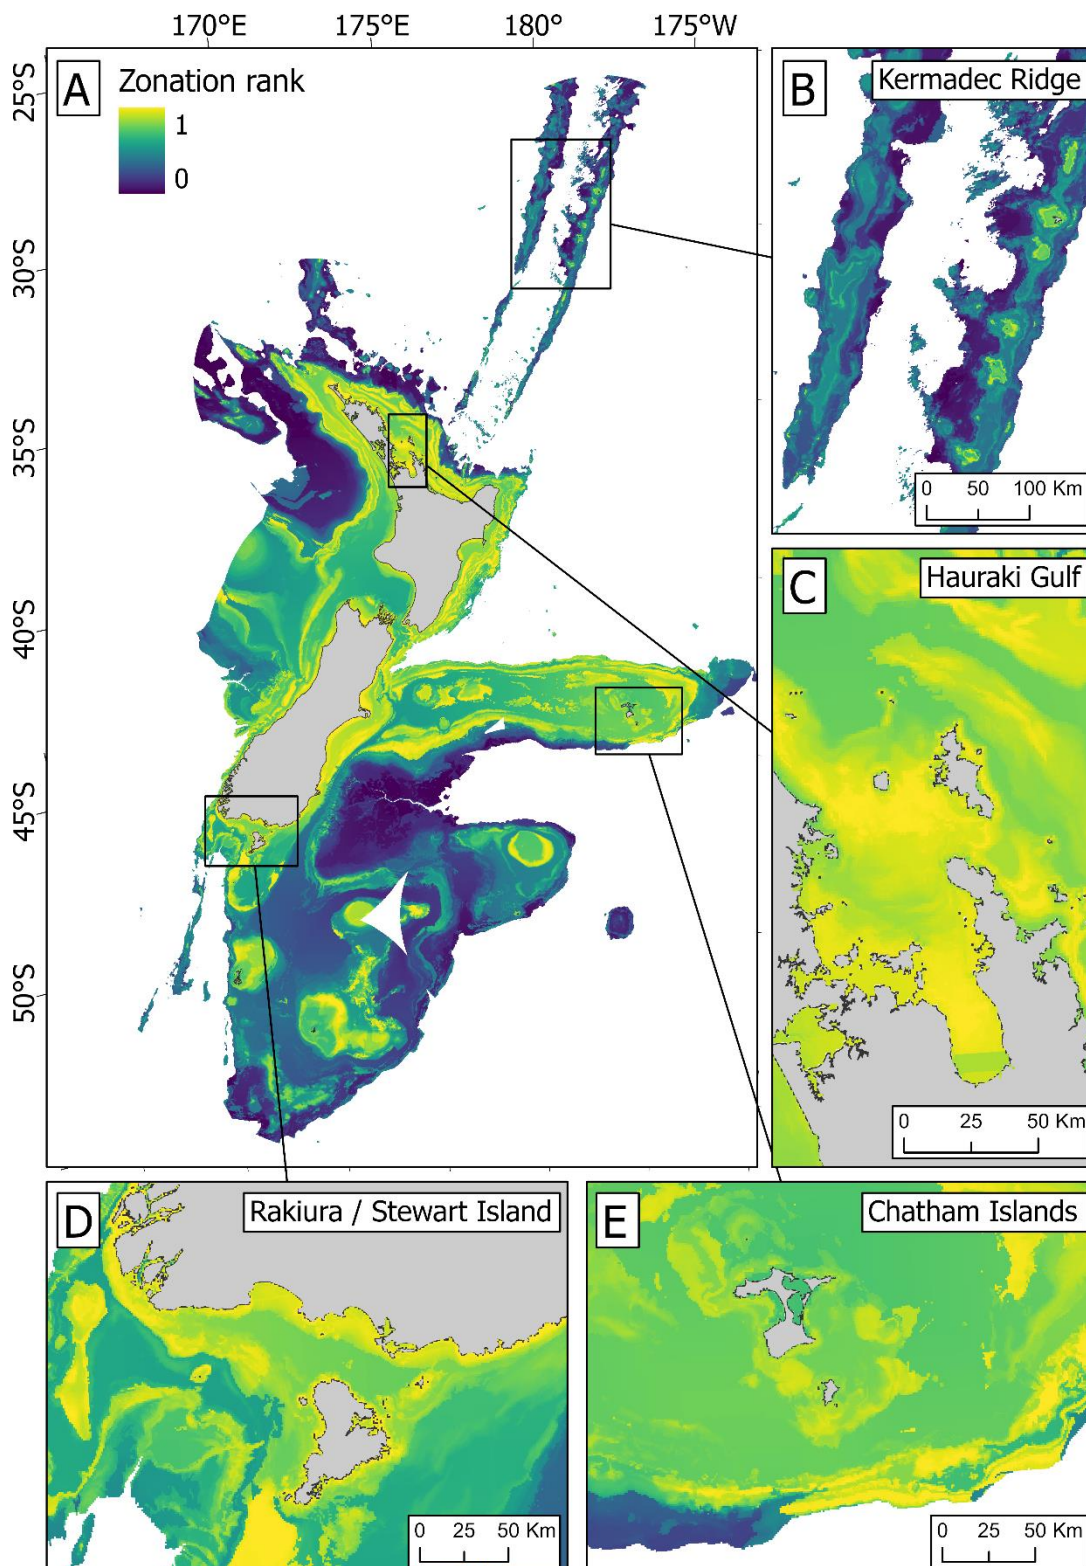 170°E 175°E 180° 175°W
A Zonation rank
1
0
25°S
30°S
35°S
40°S
45°S
50°S
B Kermadec Ridge
0 50 100 Km
C Hauraki Gulf
0 25 50 Km
D Rakiura / Stewart Island
0 25 50 Km
E Chatham Islands
0 25 50 Km